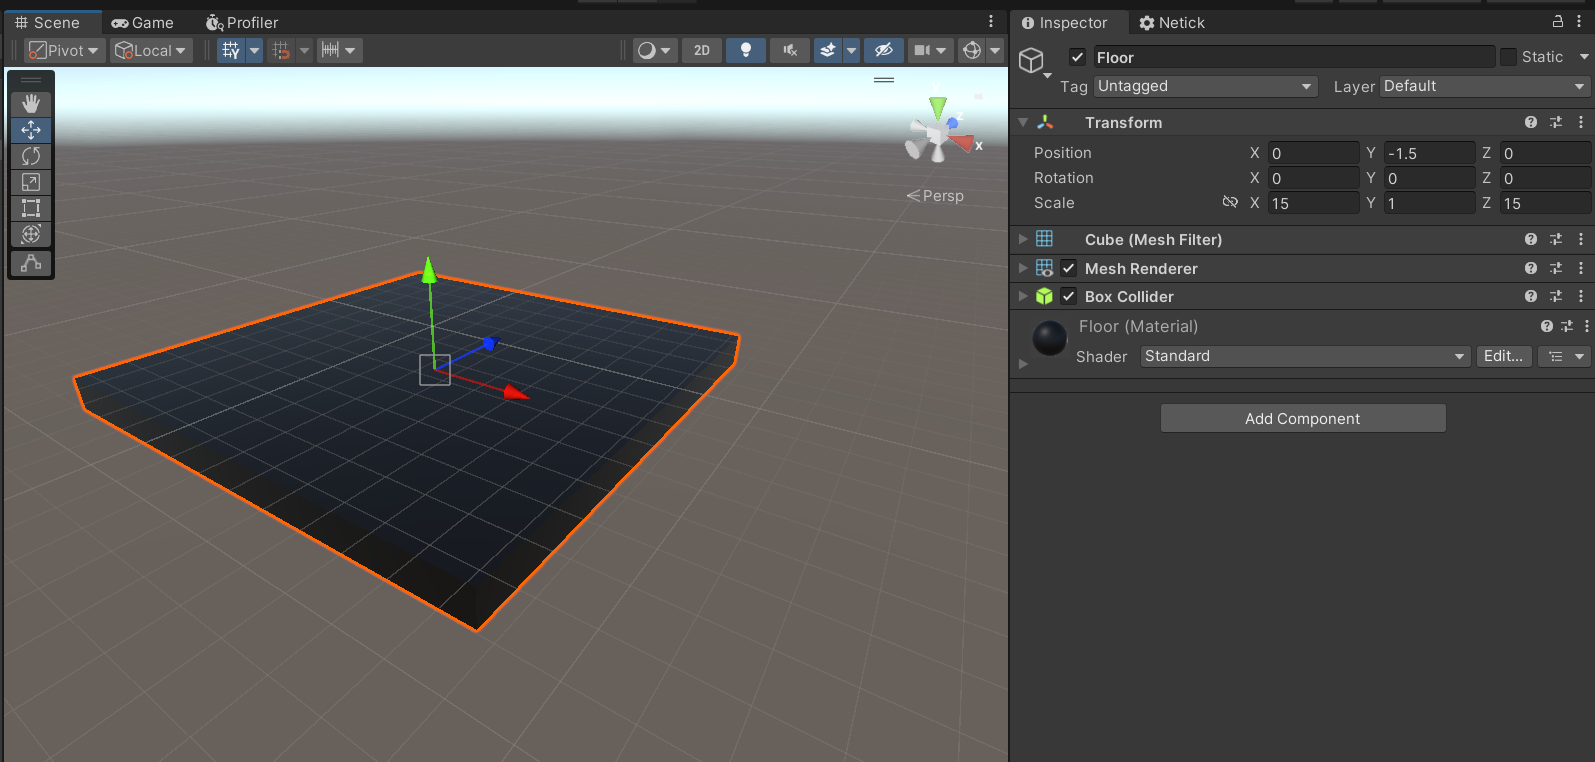 Scene Game Profiler
Pivot Local 2D
z
x
Persp
Inspector Netick
Floor Static
Tag Untagged Layer Default
Transform
Position X 0 Y -1.5 Z 0
Rotation X 0 Y 0 Z 0
Scale X 15 Y 1 Z 15
Cube (Mesh Filter)
Mesh Renderer
Box Collider
Floor (Material)
Shader Standard Edit...
Add Component